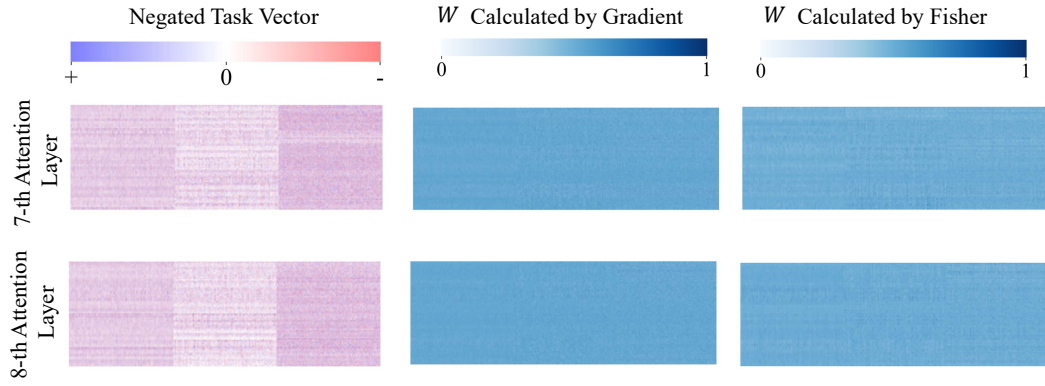 Negated Task Vector
W Calculated by Gradient
W Calculated by Fisher
+ 0 -
0 1
0 1
7-th Attention
Layer
8-th Attention
Layer